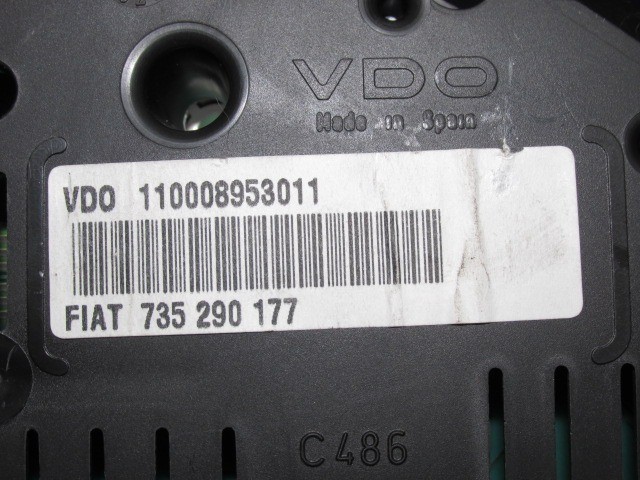 VDO
Made in Spain
VDO 110008953011
FIAT 735 290 177
C486